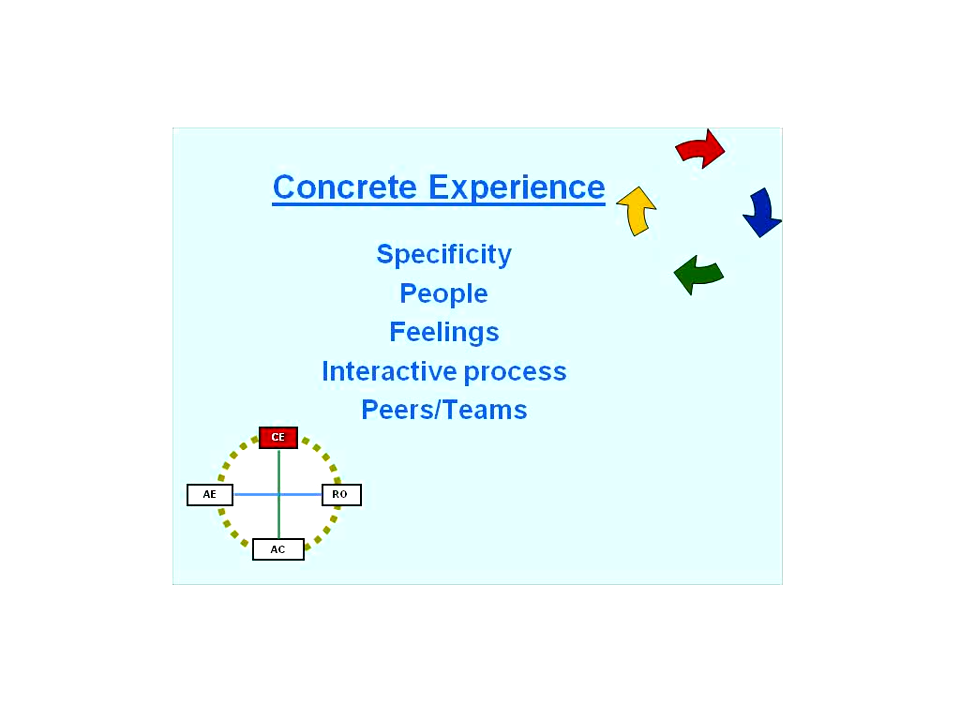 Concrete Experience
Specificity
People
Feelings
Interactive process
Peers/Teams
CE
AE
RO
AC